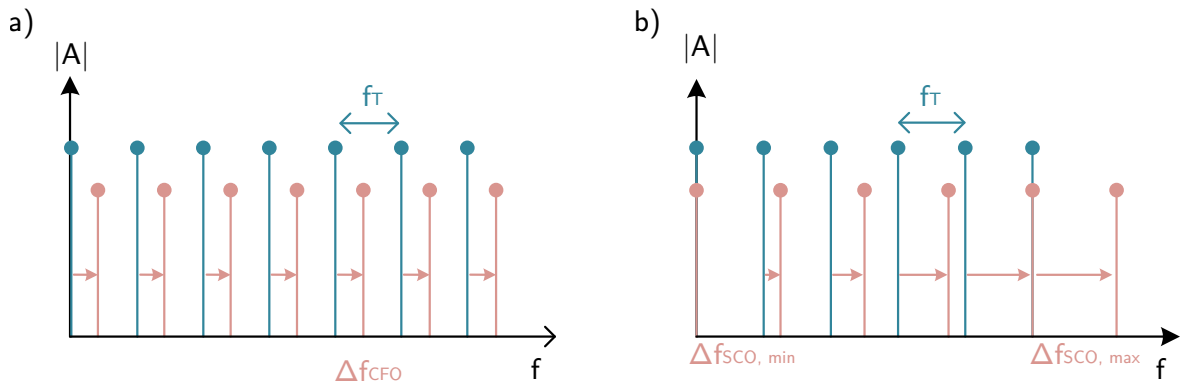 a)
|A|
fT
ΔfCFO
f
b)
|A|
fT
ΔfSCO, min
ΔfSCO, max
f